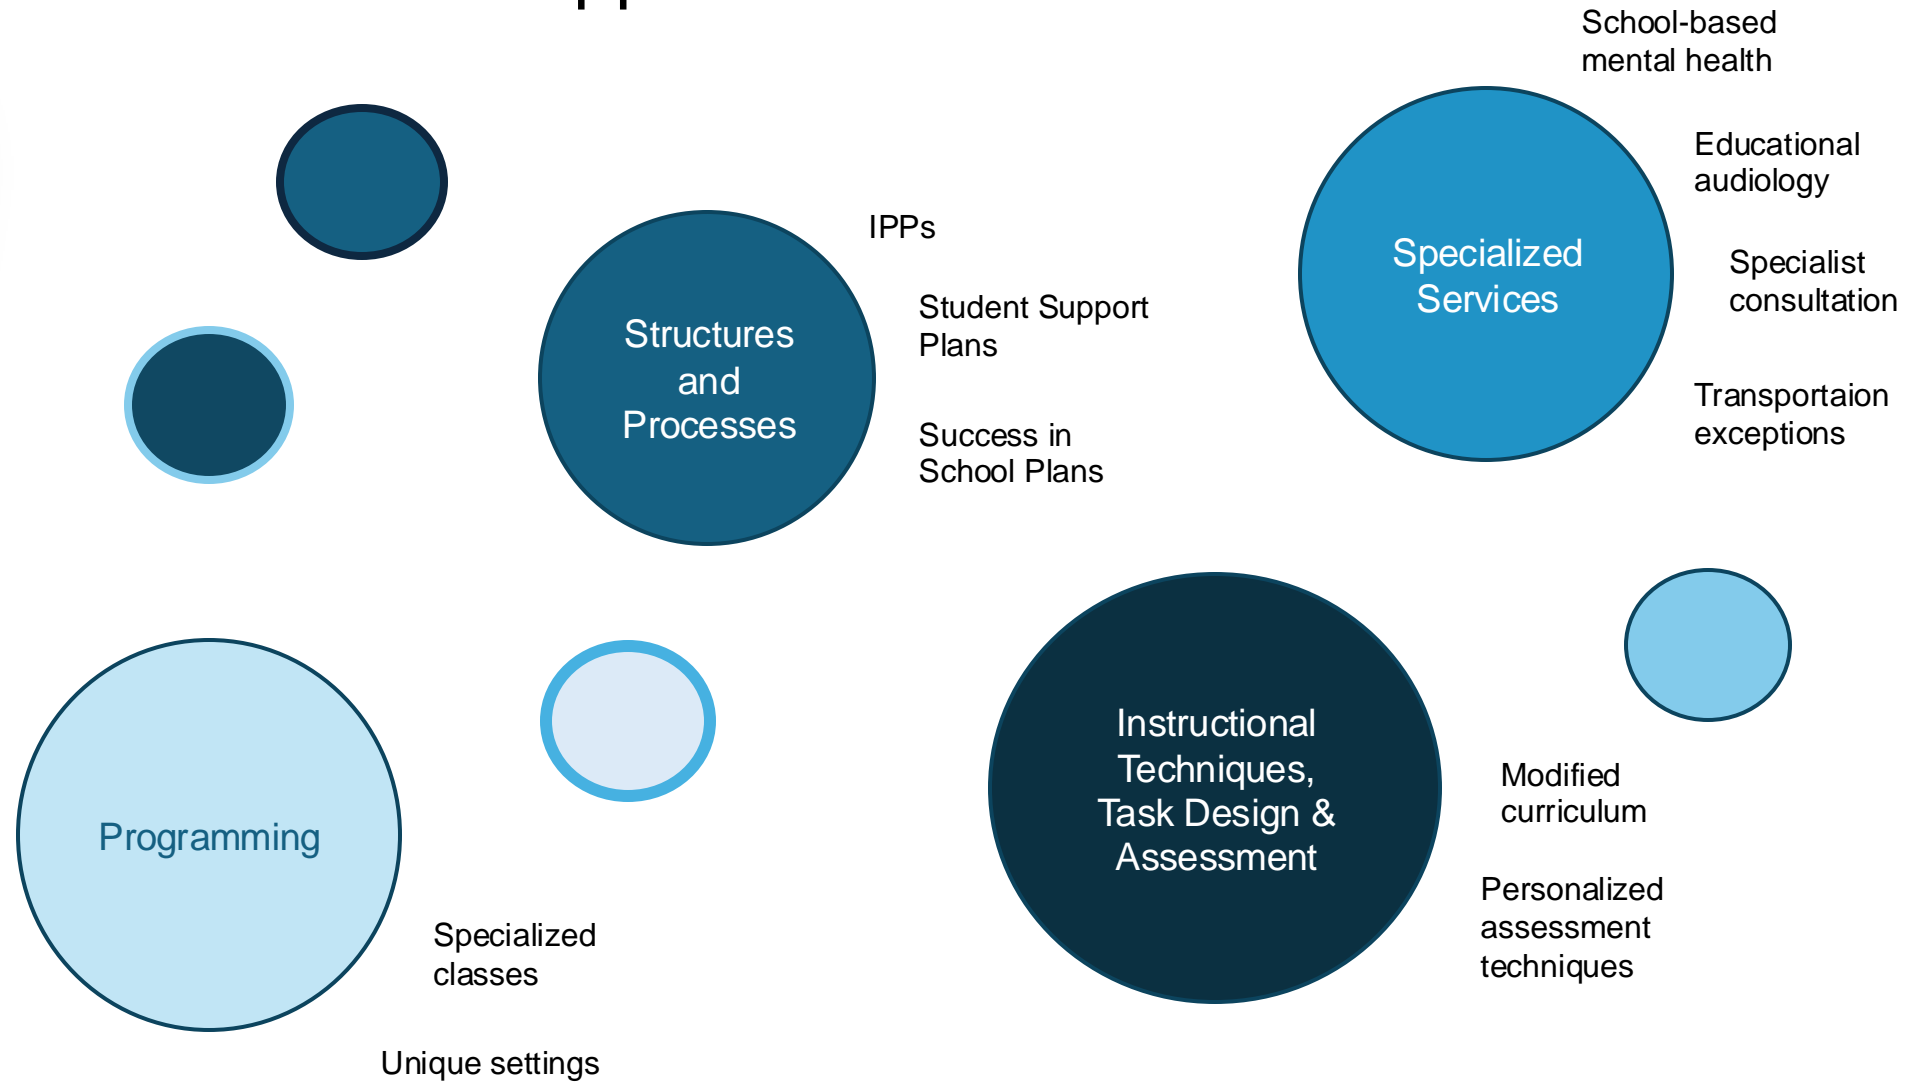 School-based
mental health
Educational
audiology
Specialized
Services
Specialist
consultation
Transportaion
exceptions
IPPs
Structures
and
Processes
Student Support
Plans
Success in
School Plans
Programming
Specialized
classes
Unique settings
Instructional
Techniques,
Task Design &
Assessment
Modified
curriculum
Personalized
assessment
techniques